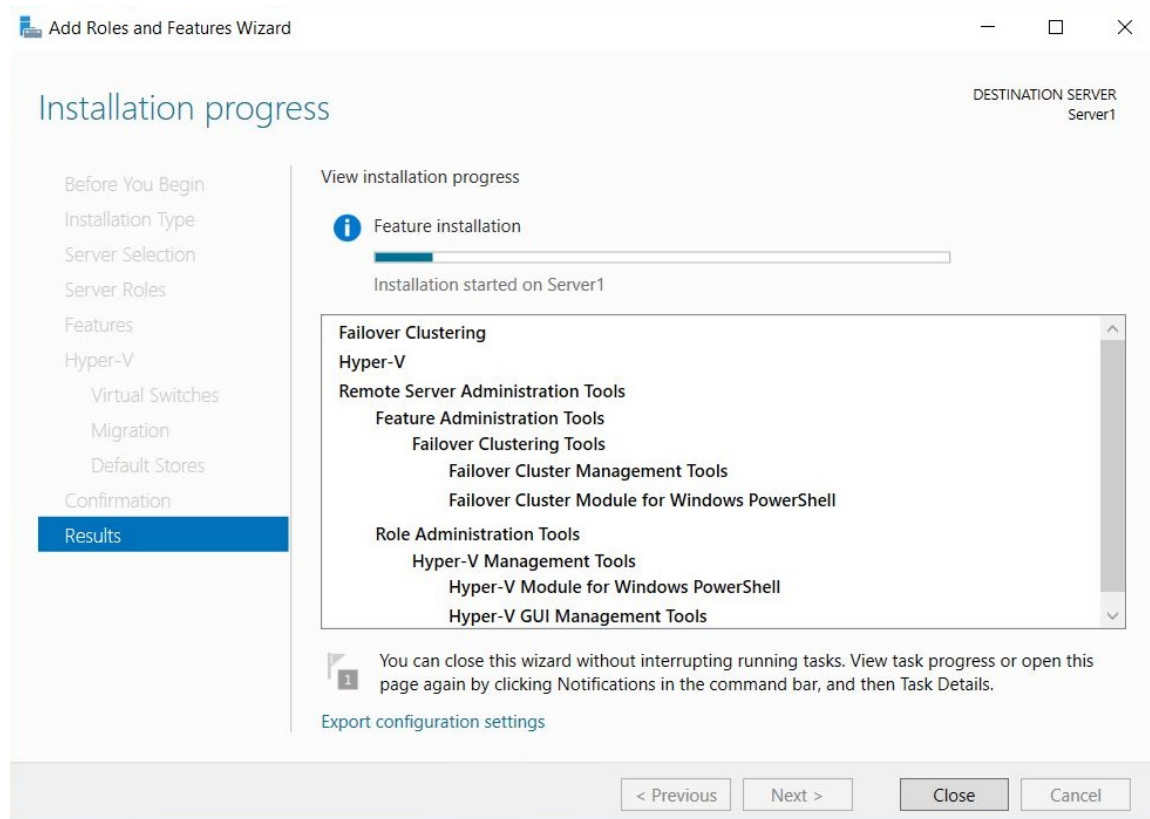 Add Roles and Features Wizard
Installation progress
DESTINATION SERVER
Server1
Before You Begin
Installation Type
Server Selection
Server Roles
Features
Hyper-V
Virtual Switches
Migration
Default Stores
Confirmation
Results
View installation progress
Feature installation
Installation started on Server1
Failover Clustering
Hyper-V
Remote Server Administration Tools
Feature Administration Tools
Failover Clustering Tools
Failover Cluster Management Tools
Failover Cluster Module for Windows PowerShell
Role Administration Tools
Hyper-V Management Tools
Hyper-V Module for Windows PowerShell
Hyper-V GUI Management Tools
1
You can close this wizard without interrupting running tasks. View task progress or open this
page again by clicking Notifications in the command bar, and then Task Details.
Export configuration settings
< Previous
Next >
Close
Cancel